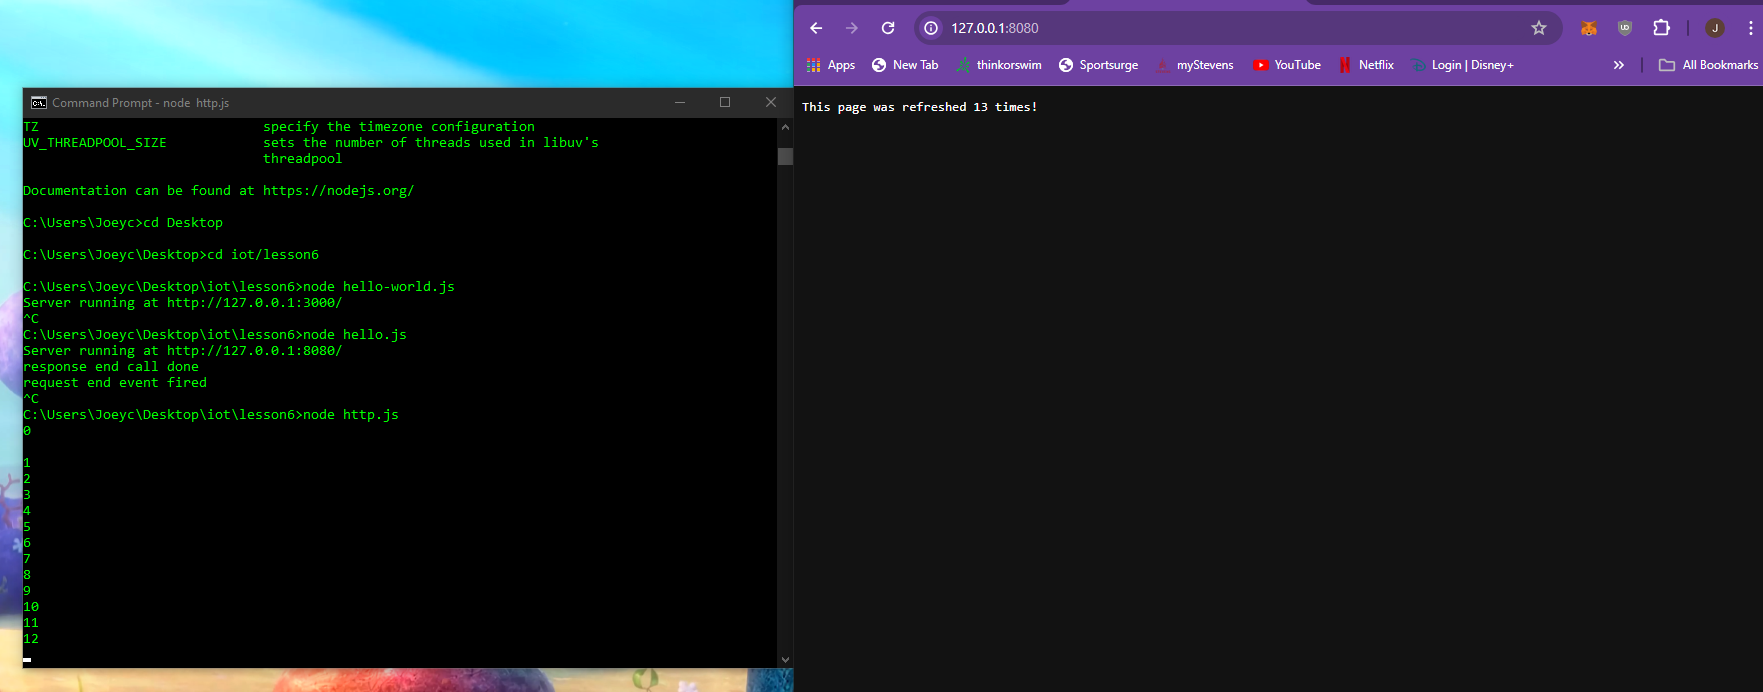 Command Prompt - node  http.js
TZ                            specify the timezone configuration
UV_THREADPOOL_SIZE            sets the number of threads used in libuv's
                              threadpool
Documentation can be found at https://nodejs.org/
C:\Users\Joeyc>cd Desktop
C:\Users\Joeyc\Desktop>cd iot/lesson6
C:\Users\Joeyc\Desktop\iot\lesson6>node hello-world.js
Server running at http://127.0.0.1:3000/
^C
C:\Users\Joeyc\Desktop\iot\lesson6>node hello.js
Server running at http://127.0.0.1:8080/
response end call done
request end event fired
^C
C:\Users\Joeyc\Desktop\iot\lesson6>node http.js
0
1
2
3
4
5
6
7
8
9
10
11
12
127.0.0.1:8080
UD
J
Apps New Tab thinkorswim Sportsurge myStevens YouTube Netflix Login | Disney+ » All Bookmarks
This page was refreshed 13 times!